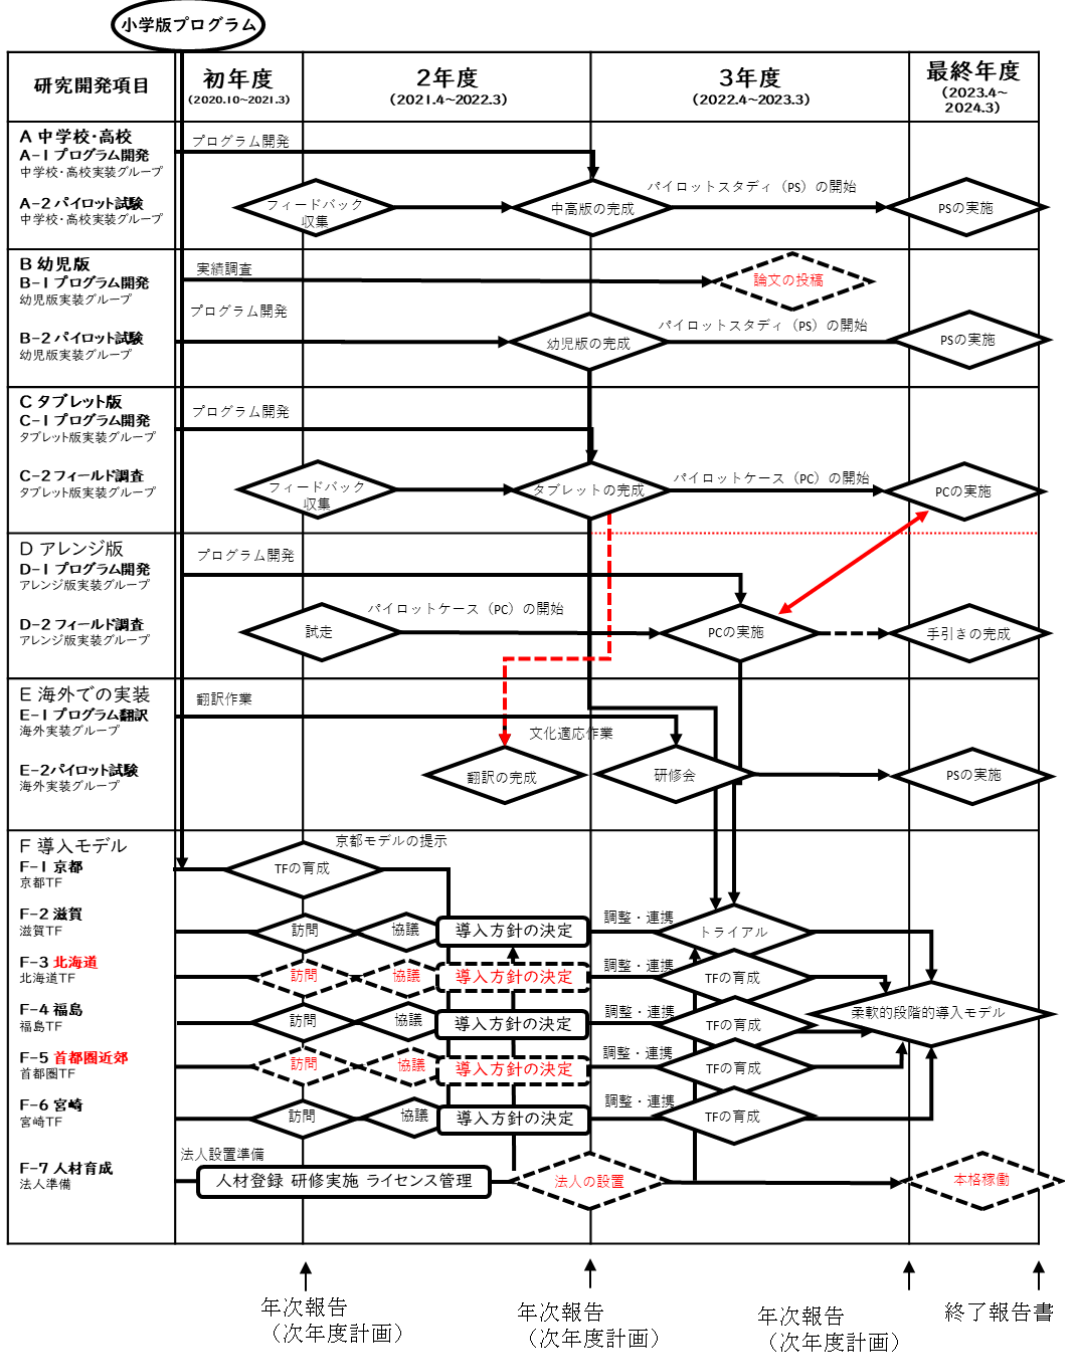 小学版プログラム
研究開発項目
初年度
(2020.10~2021.3)
2年度
(2021.4~2022.3)
3年度
(2022.4~2023.3)
最終年度
(2023.4~
2024.3)
A 中学校・高校
A-1 プログラム開発
中学校・高校実装グループ
プログラム開発
A-2 パイロット試験
中学校・高校実装グループ
フィードバック
収集
中高版の完成
パイロットスタディ（PS）の開始
PSの実施
B 幼児版
B-1 プログラム開発
幼児版実装グループ
実績調査
論文の投稿
プログラム開発
B-2 パイロット試験
幼児版実装グループ
幼児版の完成
パイロットスタディ（PS）の開始
PSの実施
C タブレット版
C-1 プログラム開発
タブレット版実装グループ
プログラム開発
C-2 フィールド調査
タブレット版実装グループ
フィードバック
収集
タブレットの完成
パイロットケース（PC）の開始
PCの実施
D アレンジ版
D-1 プログラム開発
アレンジ版実装グループ
プログラム開発
D-2 フィールド調査
アレンジ版実装グループ
試走
パイロットケース（PC）の開始
PCの実施
手引きの完成
E 海外での実装
E-1 プログラム翻訳
海外実装グループ
翻訳作業
文化適応作業
E-2パイロット試験
海外実装グループ
翻訳の完成
研修会
PSの実施
F 導入モデル
F-1 京都
京都TF
TFの育成
京都モデルの提示
F-2 滋賀
滋賀TF
訪問
協議
導入方針の決定
調整・連携
トライアル
F-3 北海道
北海道TF
訪問
協議
導入方針の決定
調整・連携
TFの育成
F-4 福島
福島TF
訪問
協議
導入方針の決定
調整・連携
TFの育成
柔軟的段階的導入モデル
F-5 首都圏近郊
首都圏TF
訪問
協議
導入方針の決定
調整・連携
TFの育成
F-6 宮崎
宮崎TF
訪問
協議
導入方針の決定
調整・連携
TFの育成
F-7 人材育成
法人準備
法人設置準備
人材登録 研修実施 ライセンス管理
法人の設置
本格稼働
年次報告
（次年度計画）
年次報告
（次年度計画）
年次報告
（次年度計画）
終了報告書